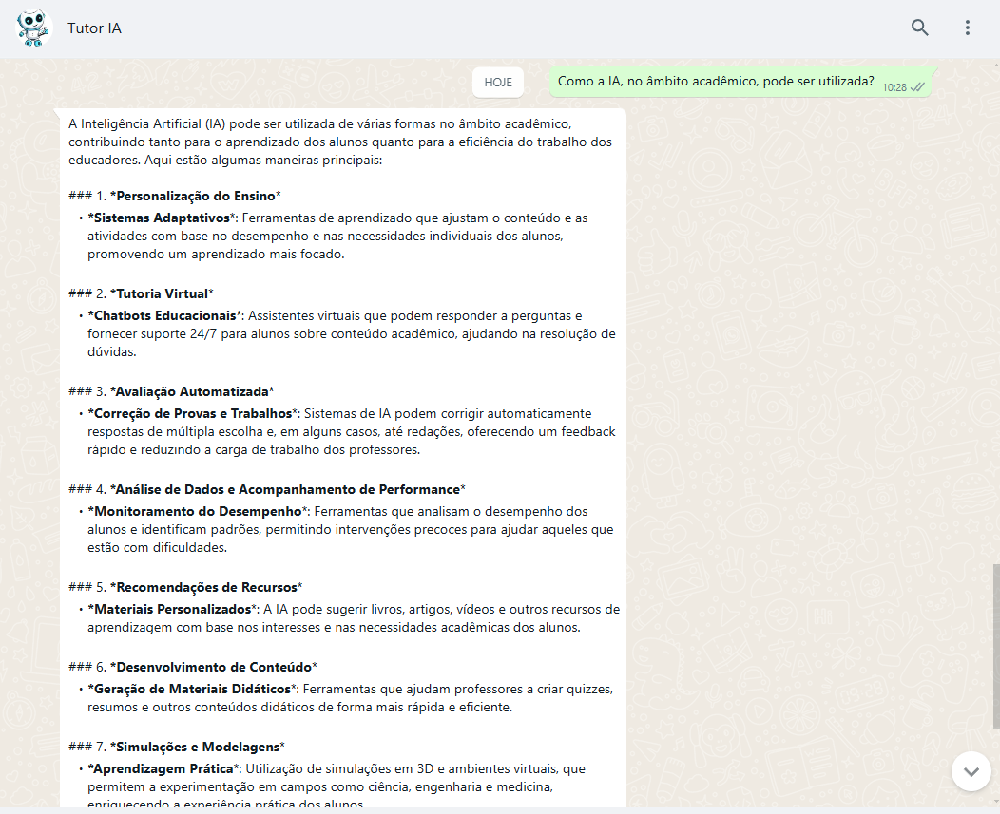 Tutor IA
HOJE
Como a IA, no âmbito acadêmico, pode ser utilizada?
10:28
A Inteligência Artificial (IA) pode ser utilizada de várias formas no âmbito acadêmico,
contribuindo tanto para o aprendizado dos alunos quanto para a eficiência do trabalho dos
educadores. Aqui estão algumas maneiras principais:
### 1. *Personalização do Ensino*
• *Sistemas Adaptativos*: Ferramentas de aprendizado que ajustam o conteúdo e as
atividades com base no desempenho e nas necessidades individuais dos alunos,
promovendo um aprendizado mais focado.
### 2. *Tutoria Virtual*
• *Chatbots Educacionais*: Assistentes virtuais que podem responder a perguntas e
fornecer suporte 24/7 para alunos sobre conteúdo acadêmico, ajudando na resolução de
dúvidas.
### 3. *Avaliação Automatizada*
• *Correção de Provas e Trabalhos*: Sistemas de IA podem corrigir automaticamente
respostas de múltipla escolha e, em alguns casos, até redações, oferecendo um feedback
rápido e reduzindo a carga de trabalho dos professores.
### 4. *Análise de Dados e Acompanhamento de Performance*
• *Monitoramento do Desempenho*: Ferramentas que analisam o desempenho dos
alunos e identificam padrões, permitindo intervenções precoces para ajudar aqueles que
estão com dificuldades.
### 5. *Recomendações de Recursos*
• *Materiais Personalizados*: A IA pode sugerir livros, artigos, vídeos e outros recursos de
aprendizagem com base nos interesses e nas necessidades acadêmicas dos alunos.
### 6. *Desenvolvimento de Conteúdo*
• *Geração de Materiais Didáticos*: Ferramentas que ajudam professores a criar quizzes,
resumos e outros conteúdos didáticos de forma mais rápida e eficiente.
### 7. *Simulações e Modelagens*
• *Aprendizagem Prática*: Utilização de simulações em 3D e ambientes virtuais, que
permitem a experimentação em campos como ciência, engenharia e medicina,
enriquecendo a experiência prática dos alunos.